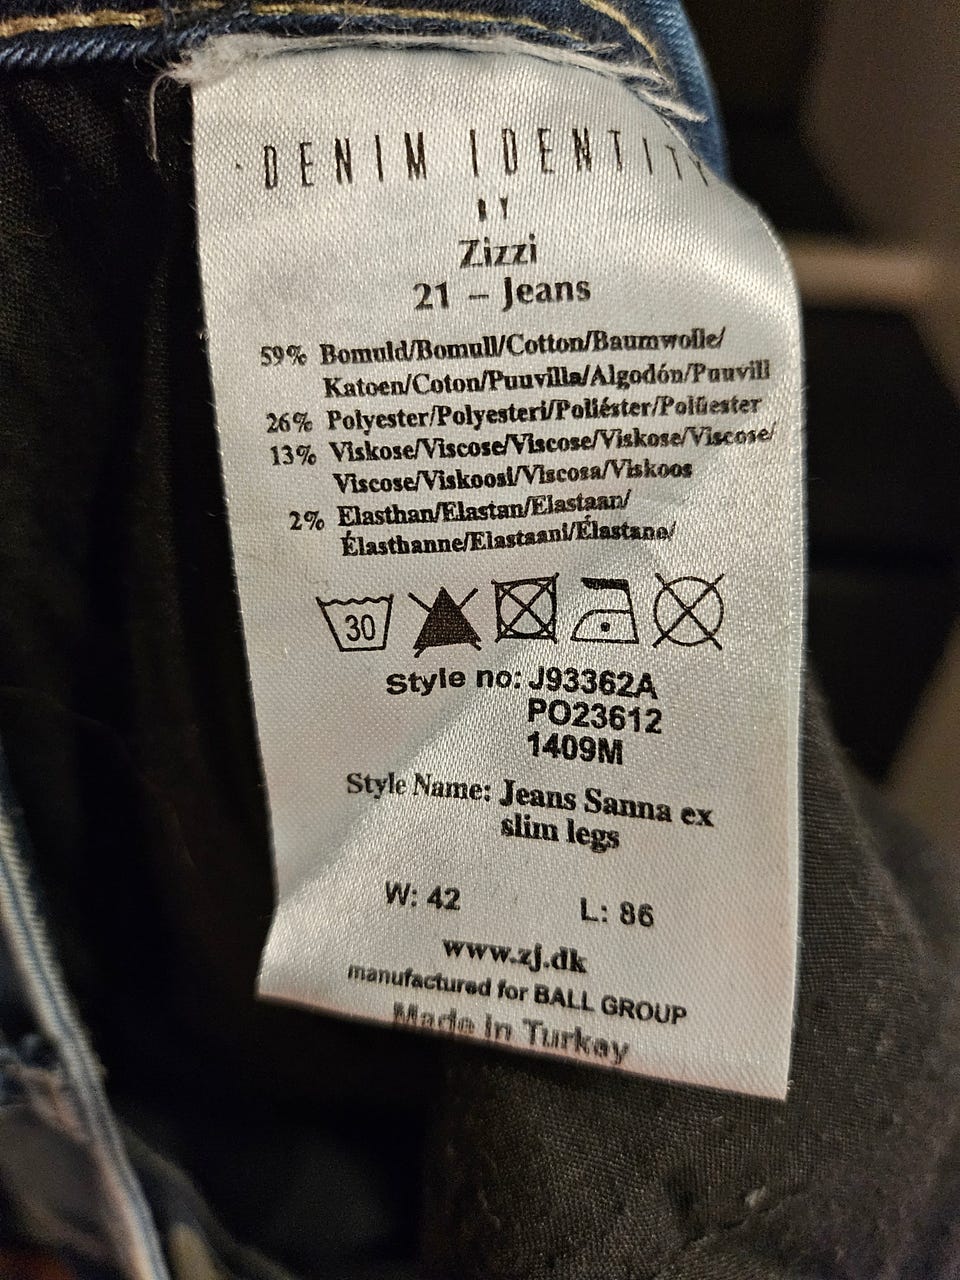 DENIM IDENTITY
BY
Zizzi
21 – Jeans
59% Bomuld/Bomull/Cotton/Baumwolle/
Katoen/Coton/Puuvilla/Algodón/Puuvill
26% Polyester/Polyesteri/Poliéster/Polüester
13% Viskose/Viscose/Viscose/Viskose/Viscose/
Viscose/Viskoosi/Viscosa/Viskoos
2% Elasthan/Elastan/Elastaan/
Élasthanne/Elastaani/Élastane/
30
Style no: J93362A
PO23612
1409M
Style Name: Jeans Sanna ex
slim legs
W: 42 L: 86
www.zj.dk
manufactured for BALL GROUP
Made in Turkey